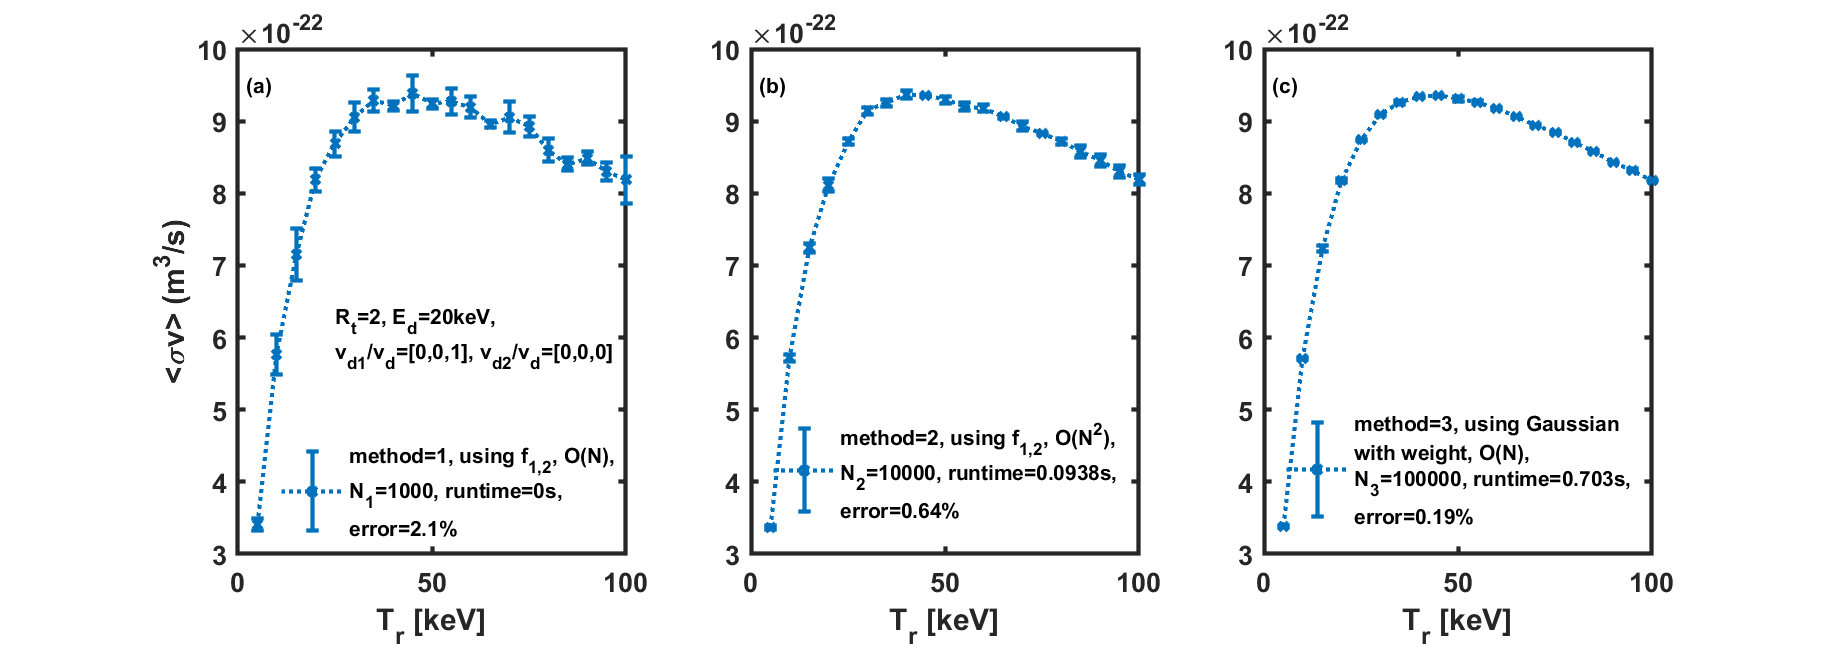 ×10^-22
10
9
8
7
6
5
4
3
(a)
<σv> (m^3/s)
R_t=2, E_d=20keV,
v_d1/v_d=[0,0,1], v_d2/v_d=[0,0,0]
method=1, using f_1,2, O(N),
N_1=1000, runtime=0s,
error=2.1%
0 50 100
T_r [keV]
×10^-22
10
9
8
7
6
5
4
3
(b)
method=2, using f_1,2, O(N^2),
N_2=10000, runtime=0.0938s,
error=0.64%
0 50 100
T_r [keV]
×10^-22
10
9
8
7
6
5
4
3
(c)
method=3, using Gaussian
with weight, O(N),
N_3=100000, runtime=0.703s,
error=0.19%
0 50 100
T_r [keV]